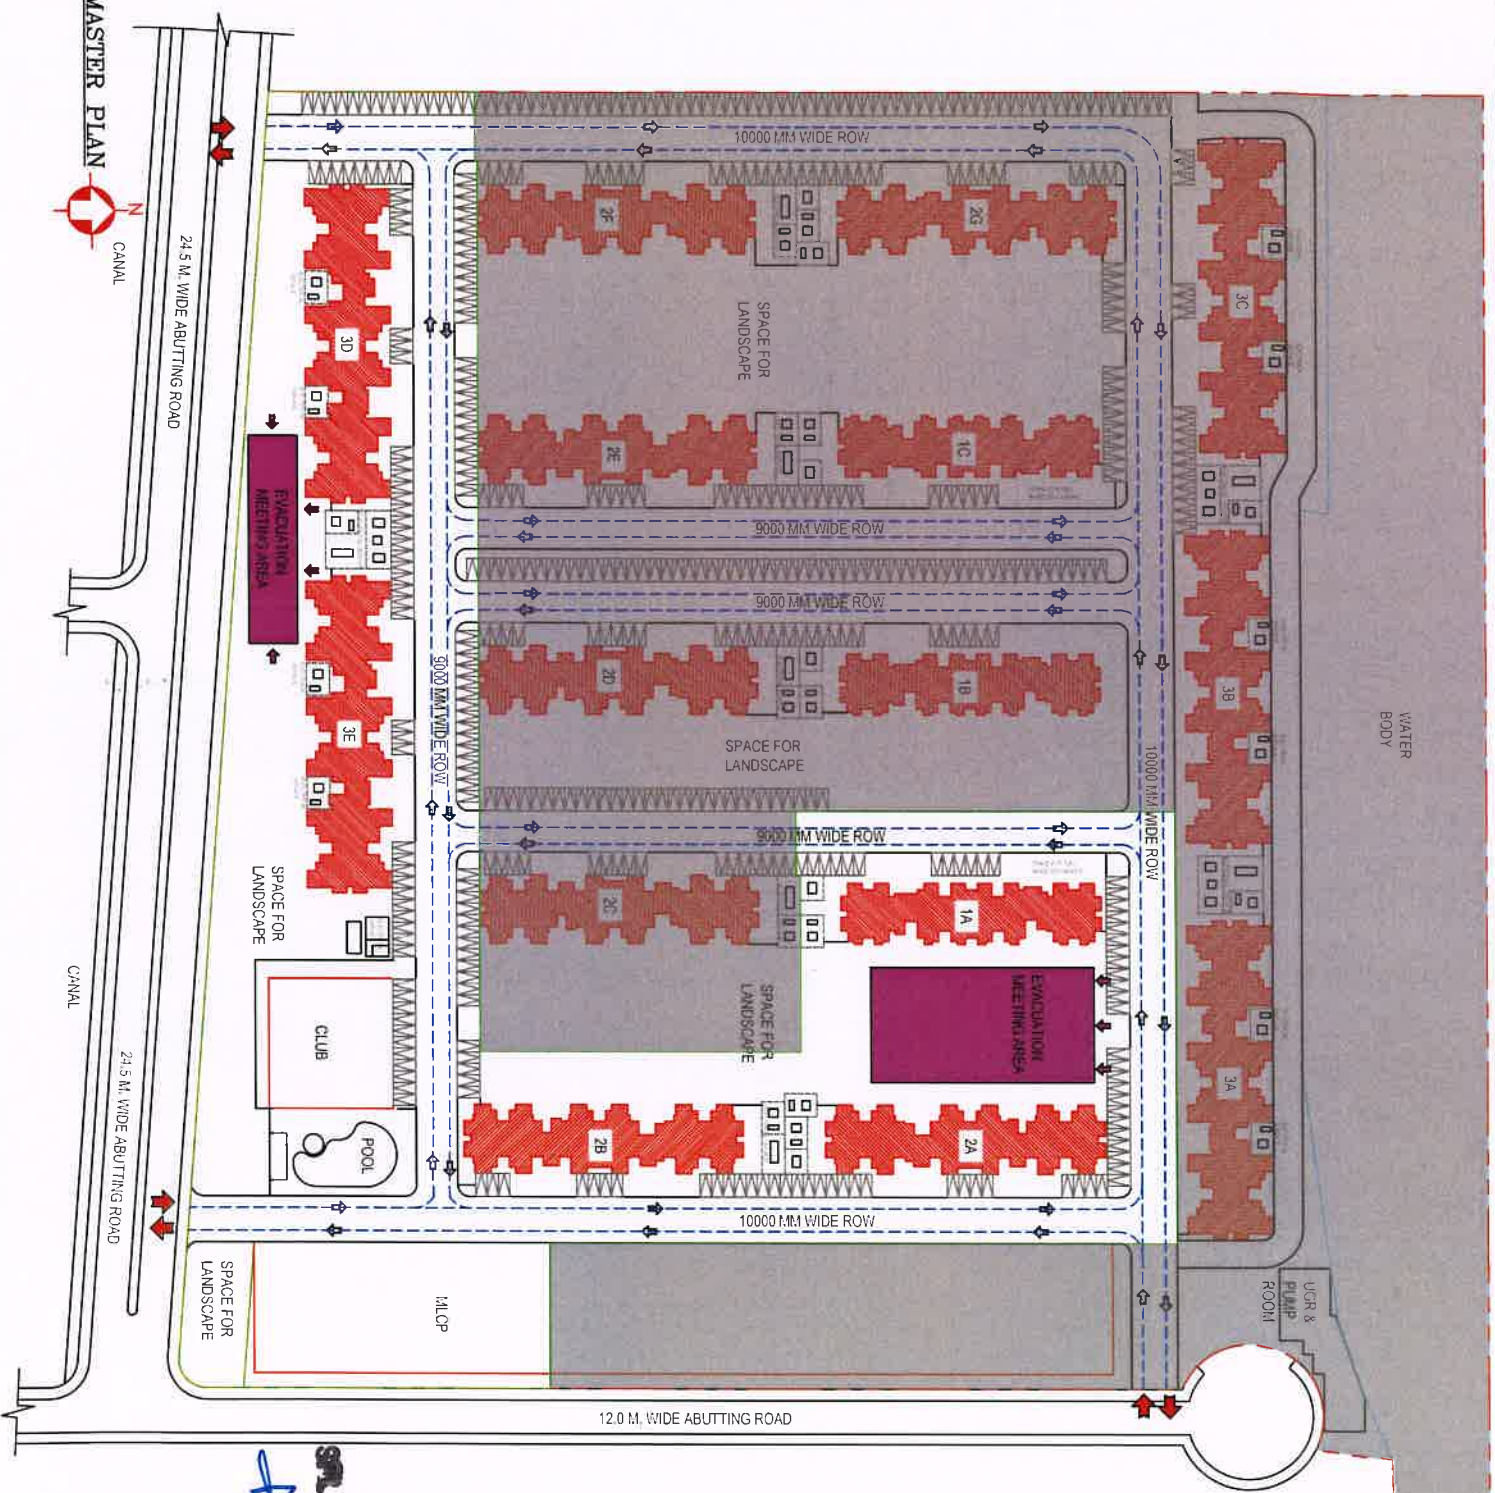 MASTER PLAN
N
CANAL
24.5 M. WIDE ABUTTING ROAD
10000 MM WIDE ROW
2F
2G
3C
SPACE FOR
LANDSCAPE
3D
2E
1C
EVACUATION
MEETING AREA
9000 MM WIDE ROW
9000 MM WIDE ROW
9000 MM WIDE ROW
2D
1B
3B
WATER
BODY
3E
SPACE FOR
LANDSCAPE
10000 MM WIDE ROW
9000 MM WIDE ROW
SPACE FOR
LANDSCAPE
2C
1A
CANAL
CLUB
SPACE FOR
LANDSCAPE
EVACUATION
MEETING AREA
3A
24.5 M. WIDE ABUTTING ROAD
POOL
2B
2A
10000 MM WIDE ROW
SPACE FOR
LANDSCAPE
MLCP
UGR &
PUMP
ROOM
12.0 M. WIDE ABUTTING ROAD